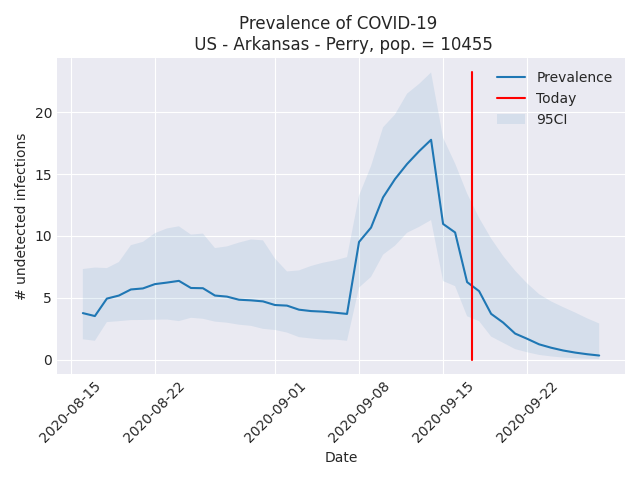 Prevalence of COVID-19
US - Arkansas - Perry, pop. = 10455
Prevalence
Today
95CI
# undetected infections
20
15
10
5
0
2020-08-15
2020-08-22
2020-09-01
2020-09-08
2020-09-15
2020-09-22
Date